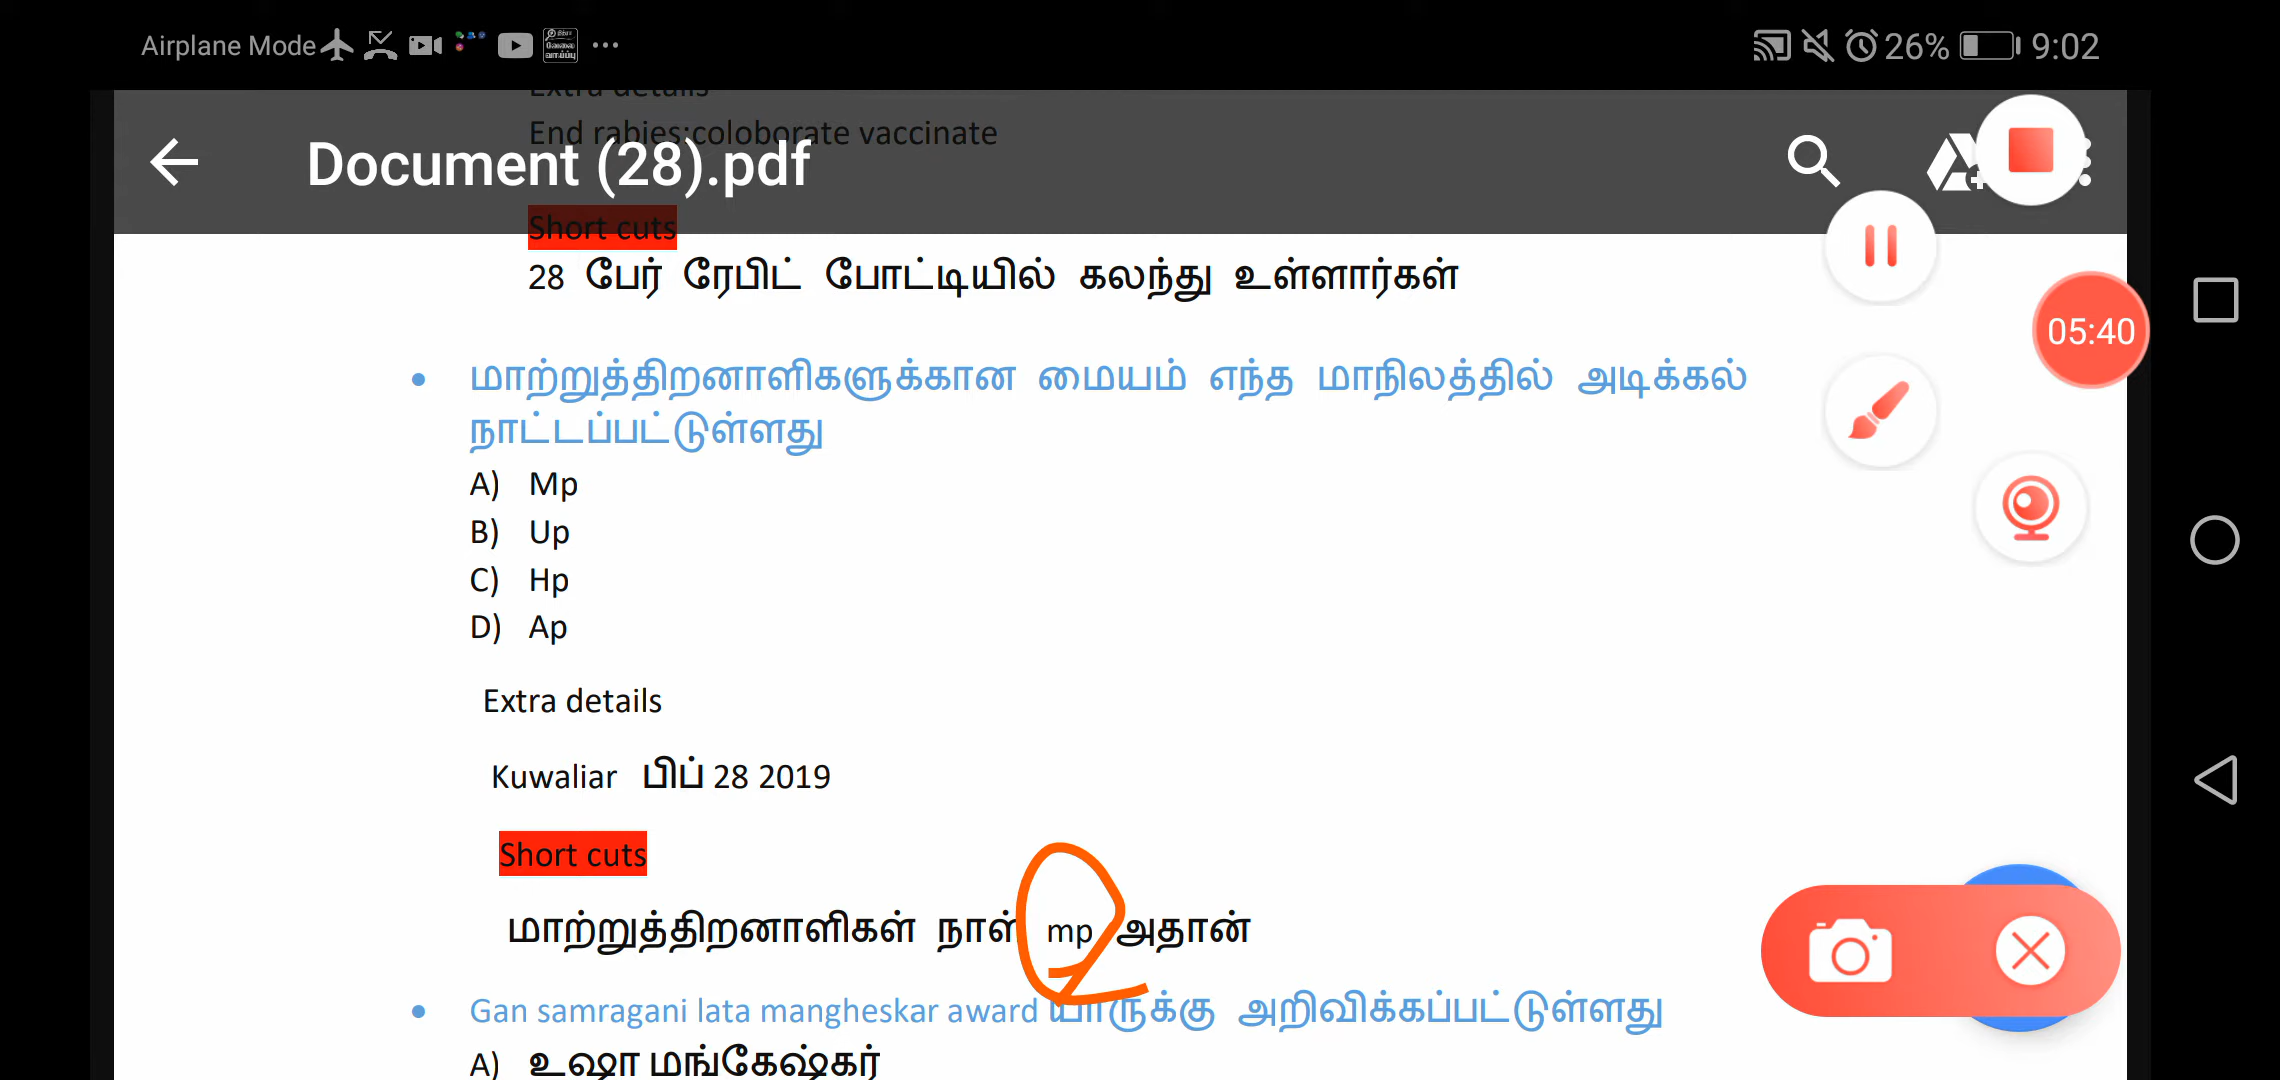 Airplane Mode
26% 9:02
Extra details
End rabies:coloborate vaccinate
Document (28).pdf
Short cuts
28 பேர் ரேபிட் போட்டியில் கலந்து உள்ளார்கள்
05:40
• மாற்றுத்திறனாளிகளுக்கான மையம் எந்த மாநிலத்தில் அடிக்கல்
நாட்டப்பட்டுள்ளது
A) Mp
B) Up
C) Hp
D) Ap
Extra details
Kuwaliar பிப் 28 2019
Short cuts
மாற்றுத்திறனாளிகள் நாள் mp அதான்
• Gan samragani lata mangheskar award யாருக்கு அறிவிக்கப்பட்டுள்ளது
A) உஷா மங்கேஷ்கர்